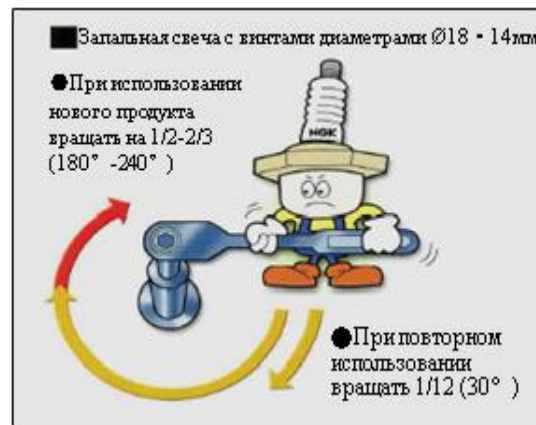 ■Запальная свеча с винтами диаметрами Ø18・14мм
●При использовании
нового продукта
вращать на 1/2-2/3
(180° -240° )
NGK
●При повторном
использовании
вращать 1/12 (30° )